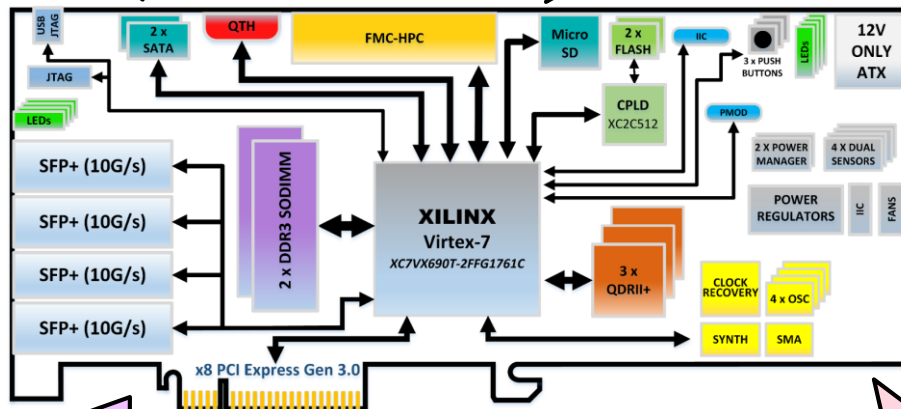 USB
JTAG
2 x
SATA
QTH
FMC-HPC
Micro
SD
2 x
FLASH
IIC
3 x PUSH
BUTTONS
LEDs
12V
ONLY
ATX
JTAG
LEDs
CPLD
XC2C512
PMOD
SFP+ (10G/s)
SFP+ (10G/s)
SFP+ (10G/s)
SFP+ (10G/s)
2 x DDR3 SODIMM
XILINX
Virtex-7
XC7VX690T-2FFG1761C
3 x
QDRII+
2 X POWER
MANAGER
4 X DUAL
SENSORS
POWER
REGULATORS
IIC
FANS
CLOCK
RECOVERY
4 x OSC
SYNTH
SMA
x8 PCI Express Gen 3.0